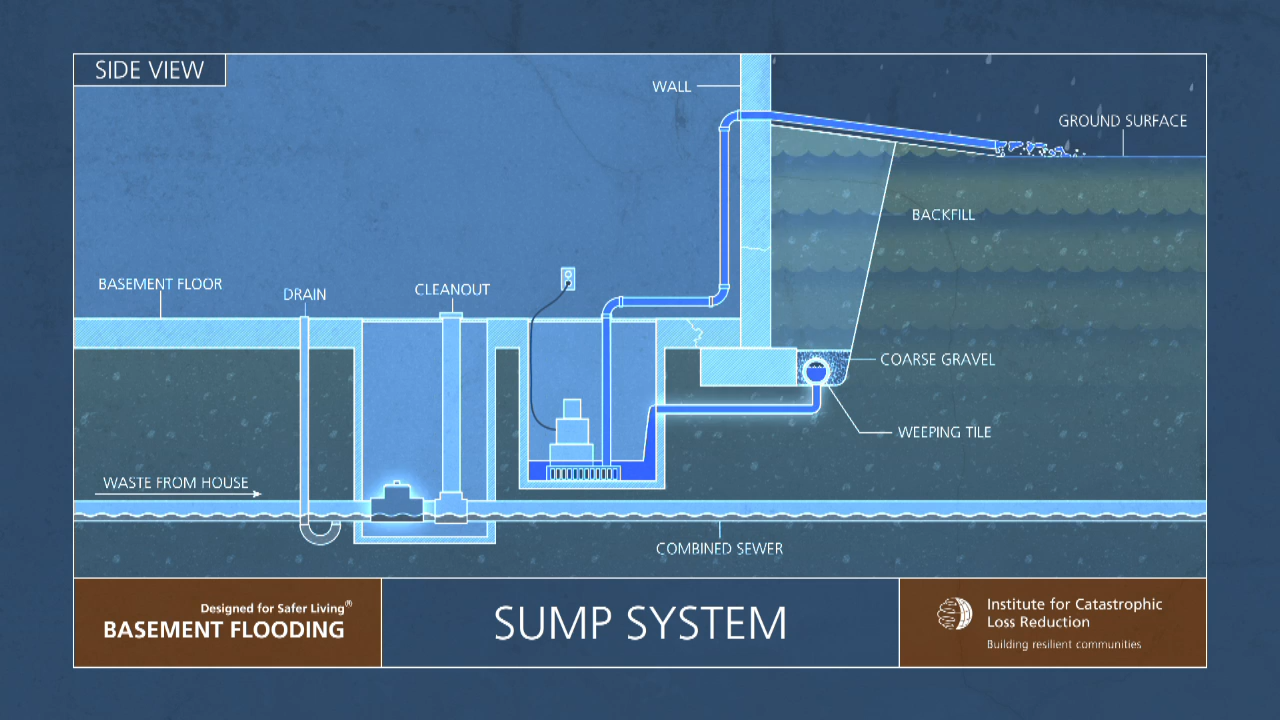 SIDE VIEW
WALL
GROUND SURFACE
BACKFILL
BASEMENT FLOOR
DRAIN
CLEANOUT
COARSE GRAVEL
WEEPING TILE
WASTE FROM HOUSE
COMBINED SEWER
Designed for Safer Living®
BASEMENT FLOODING
SUMP SYSTEM
Institute for Catastrophic
Loss Reduction
Building resilient communities